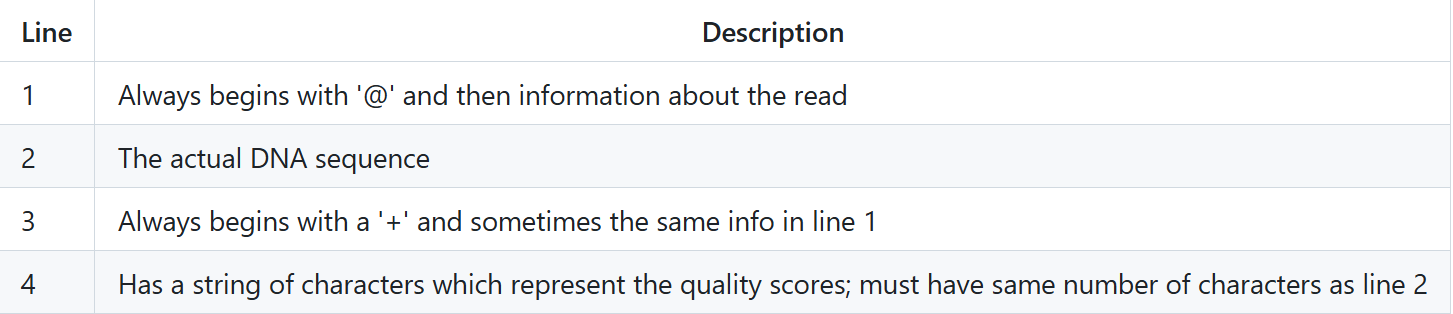 Line Description
1 Always begins with '@' and then information about the read
2 The actual DNA sequence
3 Always begins with a '+' and sometimes the same info in line 1
4 Has a string of characters which represent the quality scores; must have same number of characters as line 2